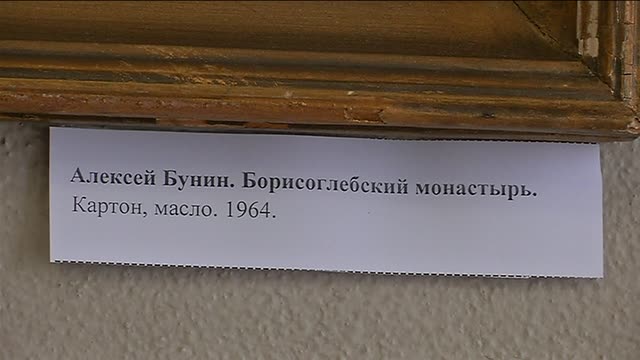 Алексей Бунин. Борисоглебский монастырь.
Картон, масло. 1964.